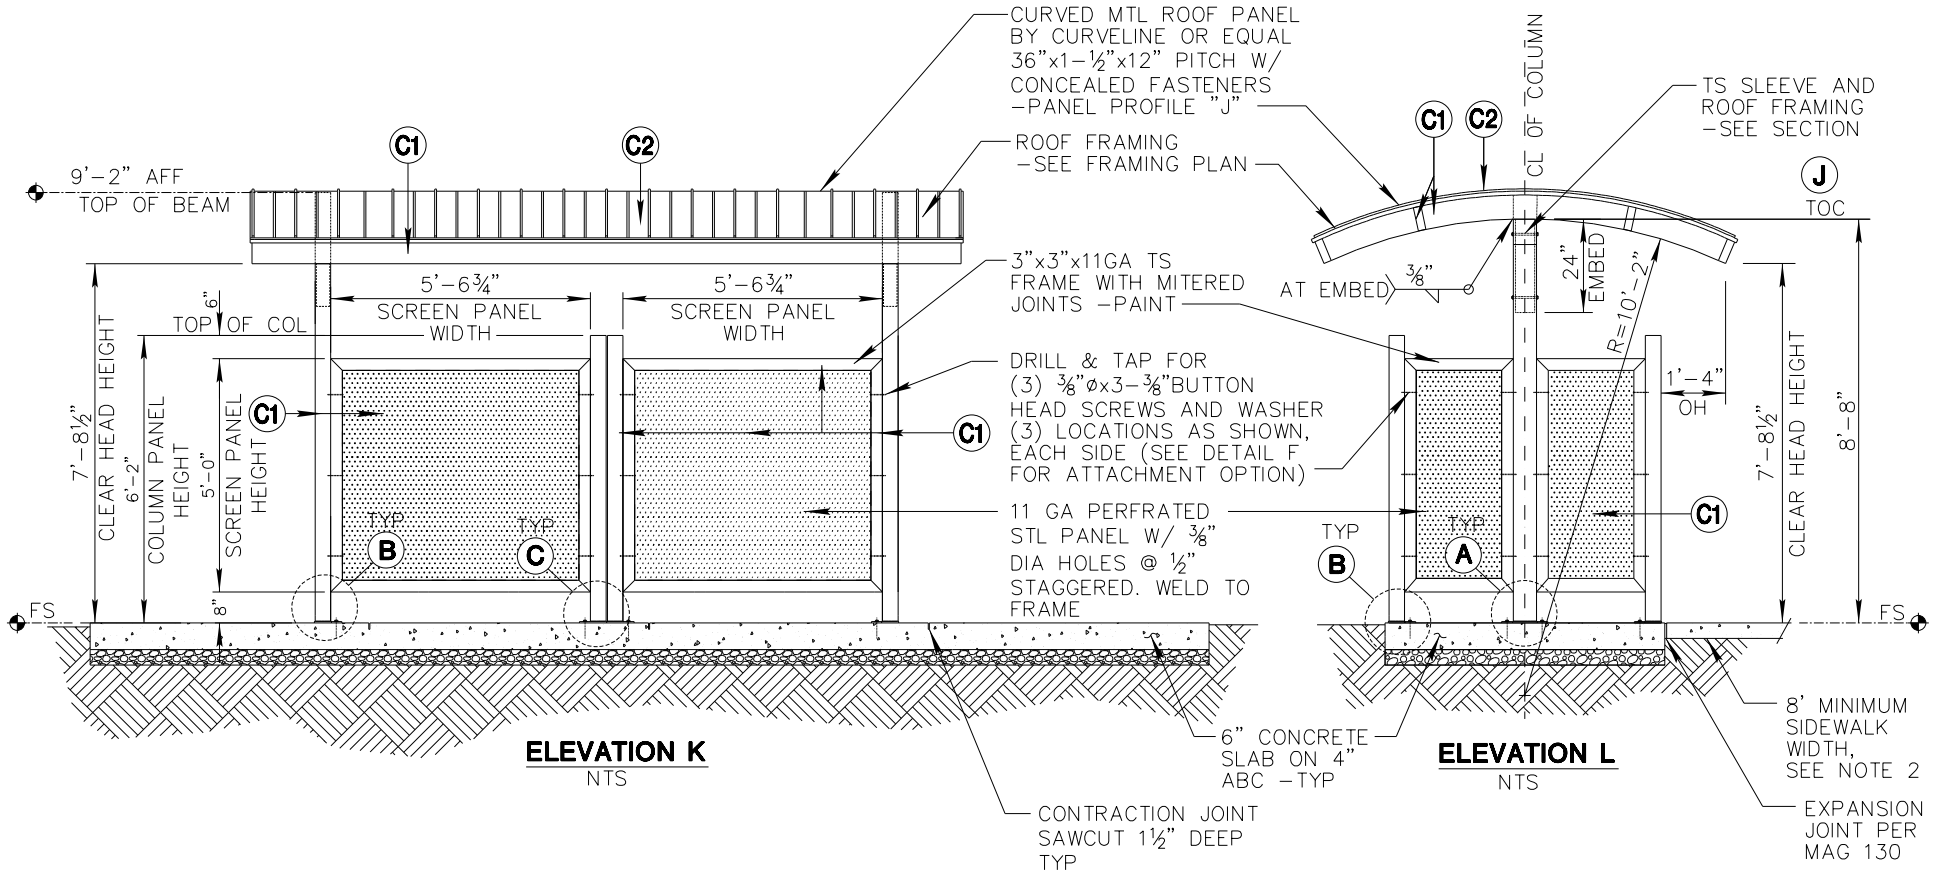 CURVED MTL ROOF PANEL
BY CURVELINE OR EQUAL
36"x1-½"x12" PITCH W/
CONCEALED FASTENERS
-PANEL PROFILE "J"
ROOF FRAMING
-SEE FRAMING PLAN
C1
C2
9'-2" AFF
TOP OF BEAM
C1
C2
CL OF COLUMN
TS SLEEVE AND
ROOF FRAMING
-SEE SECTION
J
TOC
5'-6¾"
SCREEN PANEL
WIDTH
5'-6¾"
SCREEN PANEL
WIDTH
6"
TOP OF COL
3"x3"x11GA TS
FRAME WITH MITERED
JOINTS -PAINT
AT EMBED
⅜"
24"
EMBED
R=10'-2"
1'-4"
OH
7'-8½"
CLEAR HEAD HEIGHT
8'-8"
7'-8½"
CLEAR HEAD HEIGHT
6'-2"
COLUMN PANEL
HEIGHT
5'-0"
SCREEN PANEL
HEIGHT
8"
C1
C1
DRILL & TAP FOR
(3) ⅜"øx3-⅜"BUTTON
HEAD SCREWS AND WASHER
(3) LOCATIONS AS SHOWN,
EACH SIDE (SEE DETAIL F
FOR ATTACHMENT OPTION)
11 GA PERFRATED
STL PANEL W/ ⅜"
DIA HOLES @ ½"
STAGGERED. WELD TO
FRAME
TYP
B
TYP
C
TYP
B
TYP
A
C1
FS
FS
ELEVATION K
NTS
6" CONCRETE
SLAB ON 4"
ABC -TYP
ELEVATION L
NTS
8' MINIMUM
SIDEWALK
WIDTH,
SEE NOTE 2
CONTRACTION JOINT
SAWCUT 1½" DEEP
TYP
EXPANSION
JOINT PER
MAG 130